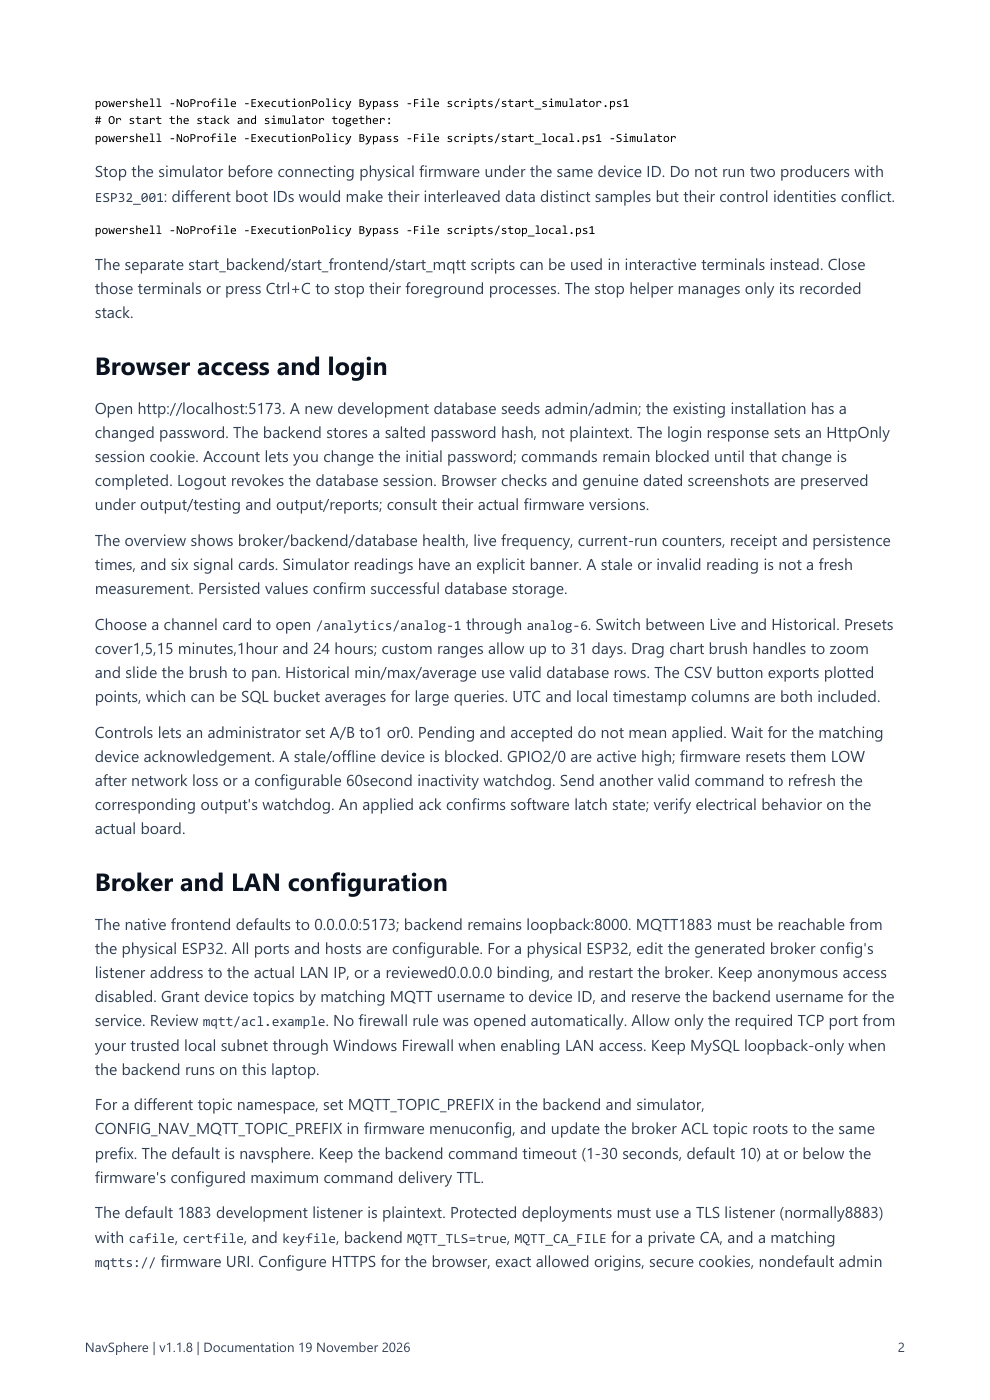 powershell -NoProfile -ExecutionPolicy Bypass -File scripts/start_simulator.ps1
# Or start the stack and simulator together:
powershell -NoProfile -ExecutionPolicy Bypass -File scripts/start_local.ps1 -Simulator
Stop the simulator before connecting physical firmware under the same device ID. Do not run two producers with
ESP32_001: different boot IDs would make their interleaved data distinct samples but their control identities conflict.
powershell -NoProfile -ExecutionPolicy Bypass -File scripts/stop_local.ps1
The separate start_backend/start_frontend/start_mqtt scripts can be used in interactive terminals instead. Close
those terminals or press Ctrl+C to stop their foreground processes. The stop helper manages only its recorded
stack.
Browser access and login
Open http://localhost:5173. A new development database seeds admin/admin; the existing installation has a
changed password. The backend stores a salted password hash, not plaintext. The login response sets an HttpOnly
session cookie. Account lets you change the initial password; commands remain blocked until that change is
completed. Logout revokes the database session. Browser checks and genuine dated screenshots are preserved
under output/testing and output/reports; consult their actual firmware versions.
The overview shows broker/backend/database health, live frequency, current-run counters, receipt and persistence
times, and six signal cards. Simulator readings have an explicit banner. A stale or invalid reading is not a fresh
measurement. Persisted values confirm successful database storage.
Choose a channel card to open /analytics/analog-1 through analog-6. Switch between Live and Historical. Presets
cover1,5,15 minutes,1hour and 24 hours; custom ranges allow up to 31 days. Drag chart brush handles to zoom
and slide the brush to pan. Historical min/max/average use valid database rows. The CSV button exports plotted
points, which can be SQL bucket averages for large queries. UTC and local timestamp columns are both included.
Controls lets an administrator set A/B to1 or0. Pending and accepted do not mean applied. Wait for the matching
device acknowledgement. A stale/offline device is blocked. GPIO2/0 are active high; firmware resets them LOW
after network loss or a configurable 60second inactivity watchdog. Send another valid command to refresh the
corresponding output's watchdog. An applied ack confirms software latch state; verify electrical behavior on the
actual board.
Broker and LAN configuration
The native frontend defaults to 0.0.0.0:5173; backend remains loopback:8000. MQTT1883 must be reachable from
the physical ESP32. All ports and hosts are configurable. For a physical ESP32, edit the generated broker config's
listener address to the actual LAN IP, or a reviewed0.0.0.0 binding, and restart the broker. Keep anonymous access
disabled. Grant device topics by matching MQTT username to device ID, and reserve the backend username for the
service. Review mqtt/acl.example. No firewall rule was opened automatically. Allow only the required TCP port from
your trusted local subnet through Windows Firewall when enabling LAN access. Keep MySQL loopback-only when
the backend runs on this laptop.
For a different topic namespace, set MQTT_TOPIC_PREFIX in the backend and simulator,
CONFIG_NAV_MQTT_TOPIC_PREFIX in firmware menuconfig, and update the broker ACL topic roots to the same
prefix. The default is navsphere. Keep the backend command timeout (1-30 seconds, default 10) at or below the
firmware's configured maximum command delivery TTL.
The default 1883 development listener is plaintext. Protected deployments must use a TLS listener (normally8883)
with cafile, certfile, and keyfile, backend MQTT_TLS=true, MQTT_CA_FILE for a private CA, and a matching
mqtts:// firmware URI. Configure HTTPS for the browser, exact allowed origins, secure cookies, nondefault admin
NavSphere | v1.1.8 | Documentation 19 November 2026
2